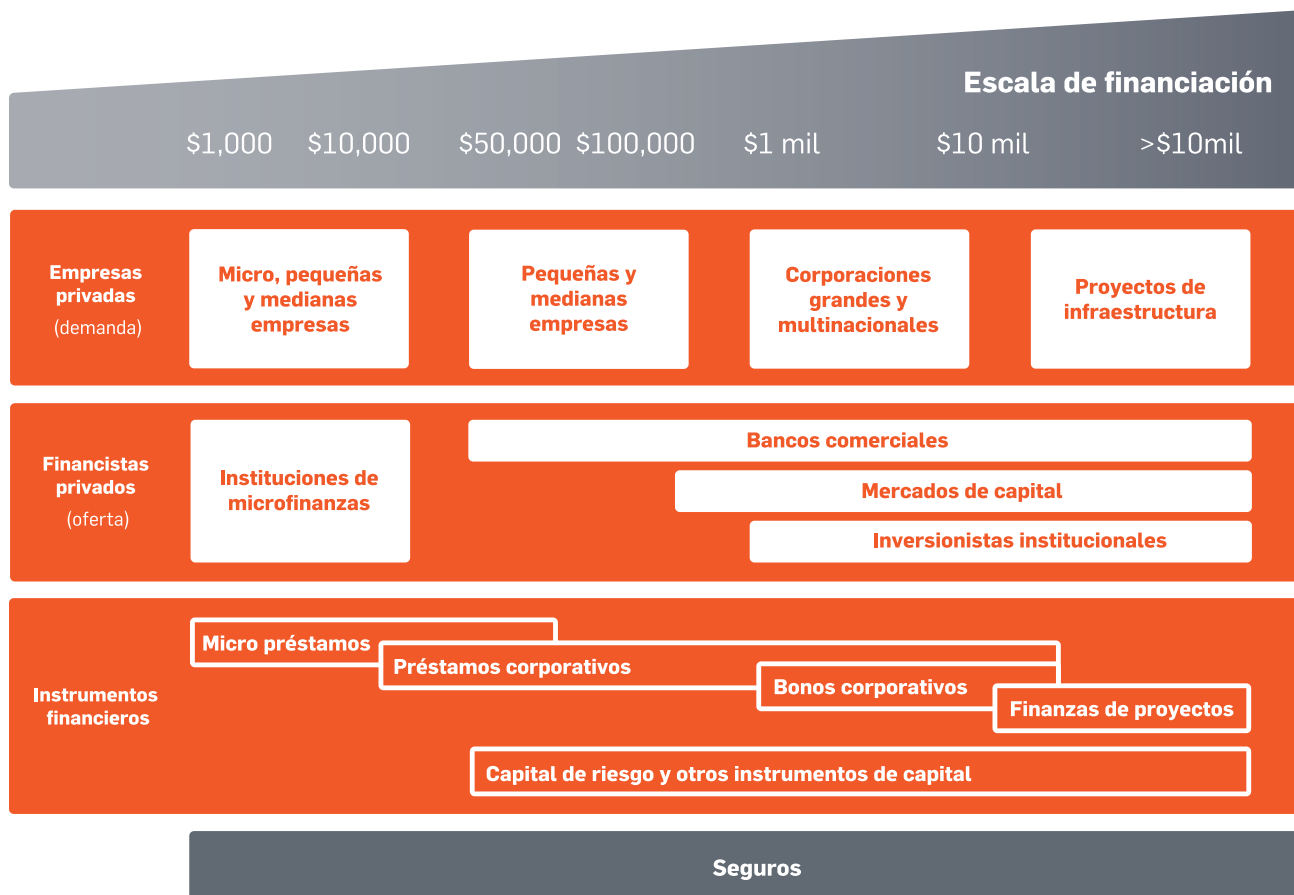 Escala de financiación
$1,000 $10,000 $50,000 $100,000 $1 mil $10 mil >$10mil
Empresas
privadas
(demanda)
Micro, pequeñas
y medianas
empresas
Pequeñas y
medianas
empresas
Corporaciones
grandes y
multinacionales
Proyectos de
infraestructura
Financistas
privados
(oferta)
Instituciones de
microfinanzas
Bancos comerciales
Mercados de capital
Inversionistas institucionales
Instrumentos
financieros
Micro préstamos
Préstamos corporativos
Bonos corporativos
Finanzas de proyectos
Capital de riesgo y otros instrumentos de capital
Seguros